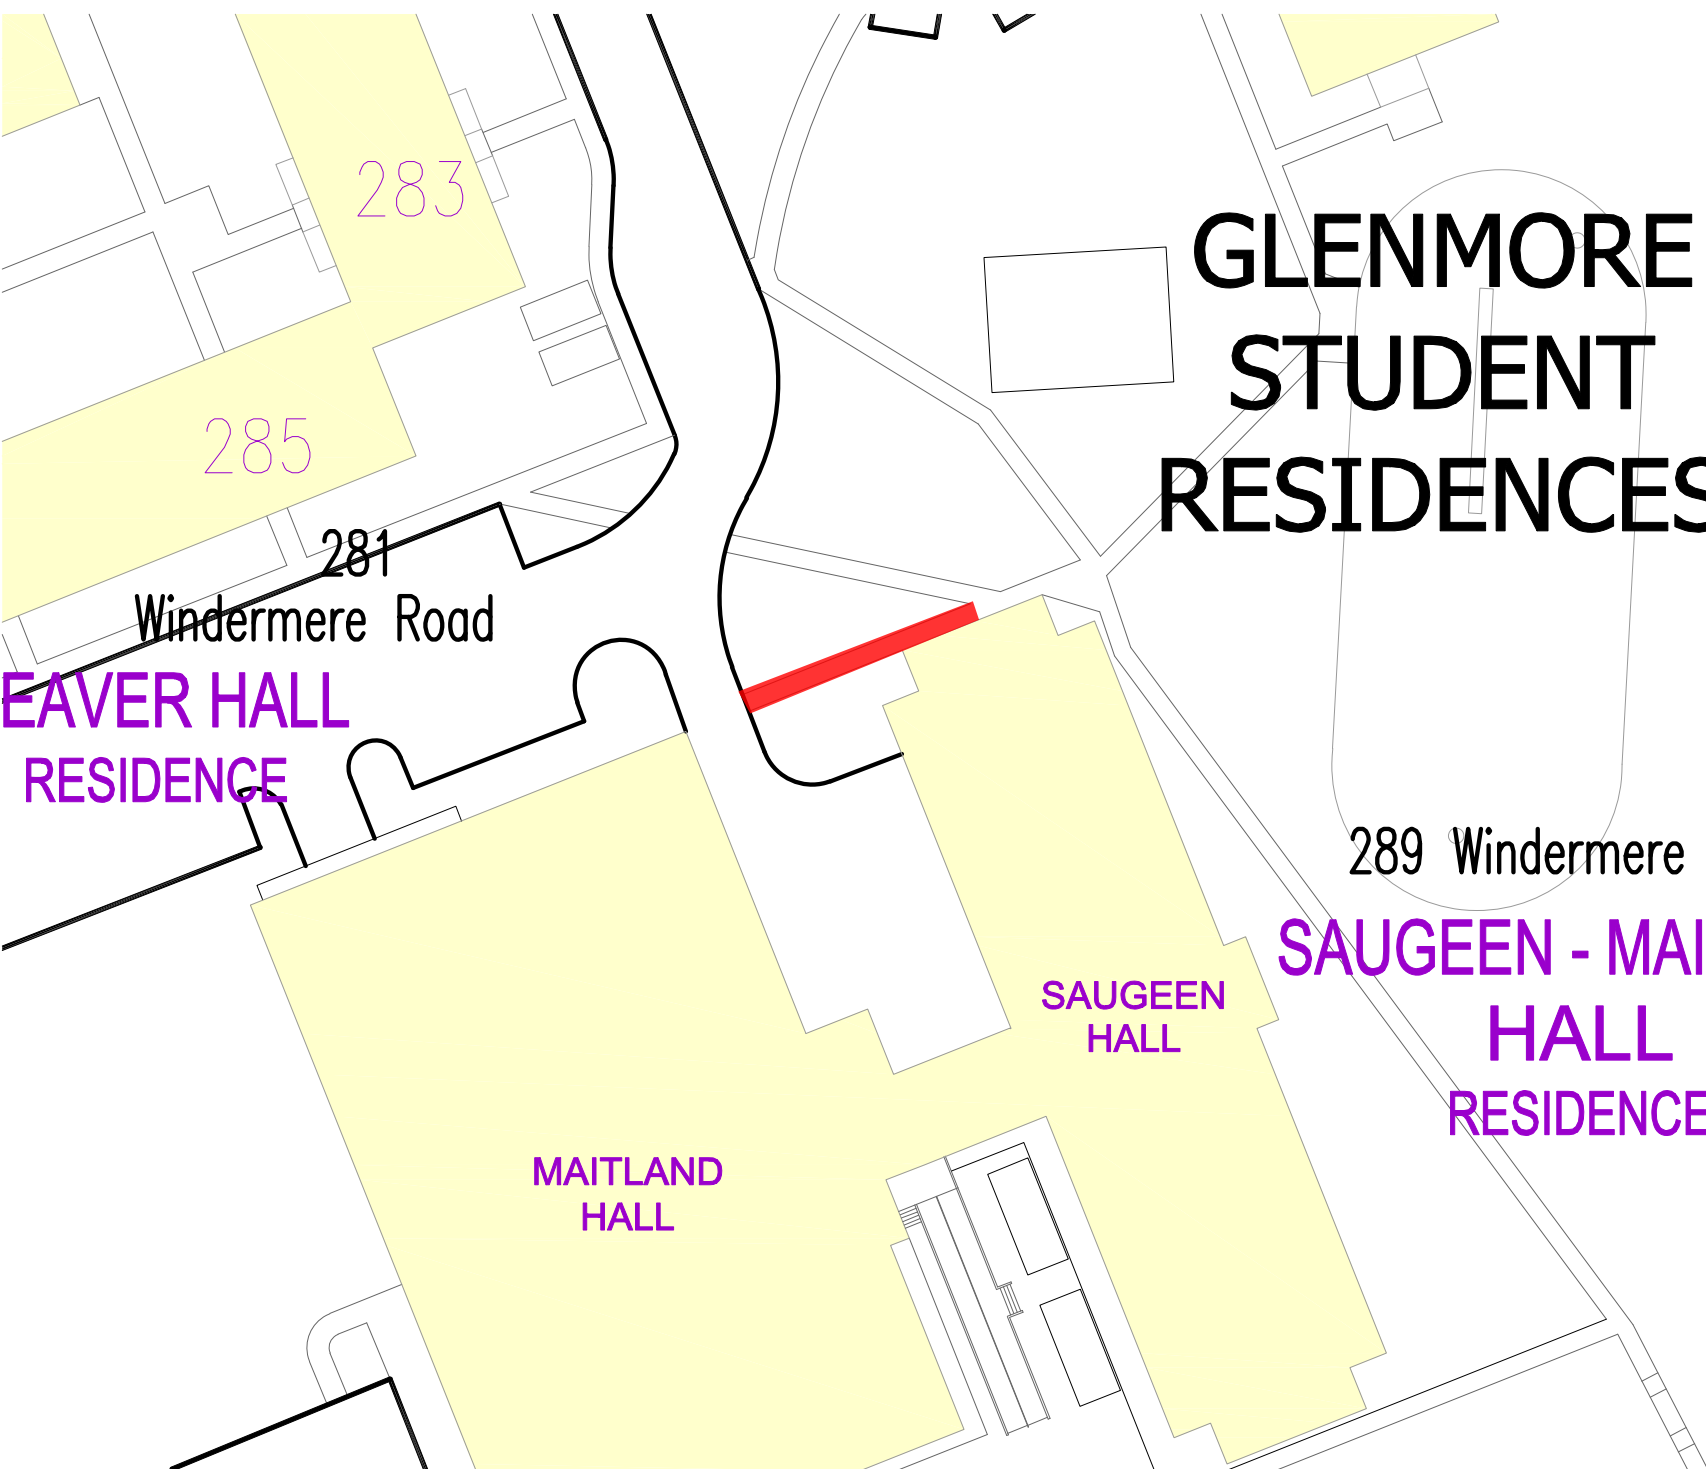 283
GLENMORE
STUDENT
RESIDENCES
285
281
Windermere Road
EAVER HALL
RESIDENCE
289 Windermere
SAUGEEN - MAI
HALL
RESIDENCE
SAUGEEN
HALL
MAITLAND
HALL